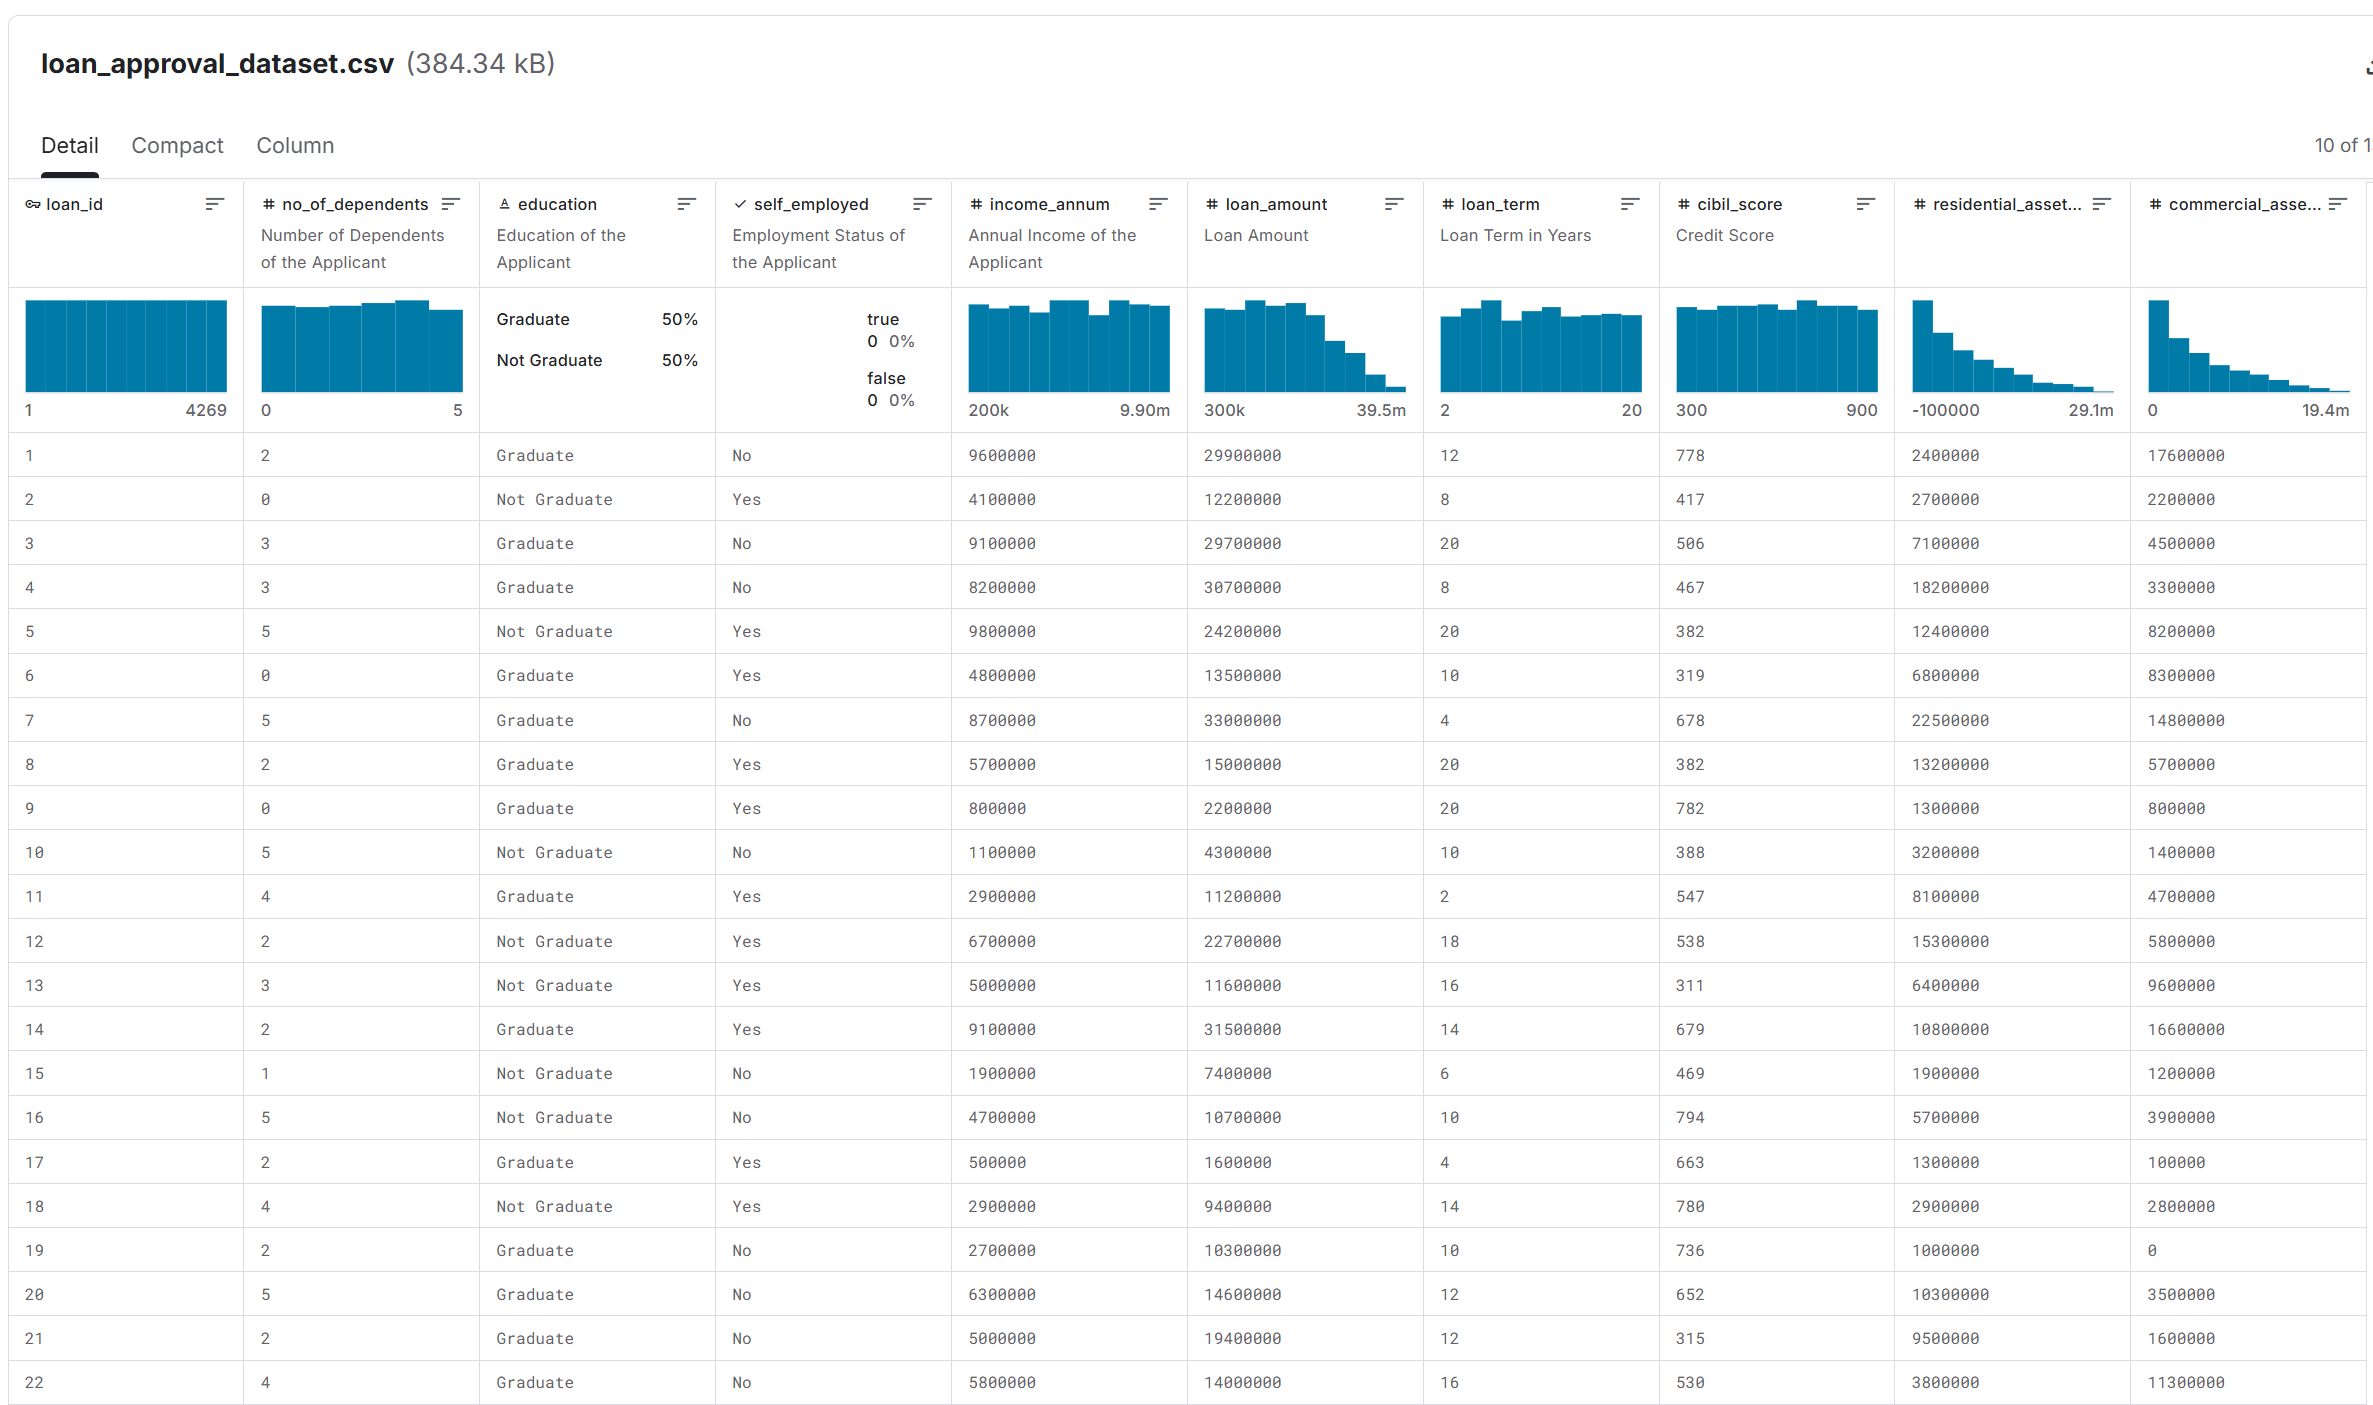 loan_approval_dataset.csv (384.34 kB)
Detail Compact Column 10 of 1
loan_id no_of_dependents education self_employed income_annum loan_amount loan_term cibil_score residential_asset... commercial_asse...
Number of Dependents Education of the Employment Status of Annual Income of the Loan Amount Loan Term in Years Credit Score
of the Applicant Applicant the Applicant Applicant
Graduate 50% true
0 0%
Not Graduate 50%
false
0 0%
1 4269 0 5 200k 9.90m 300k 39.5m 2 20 300 900 -100000 29.1m 0 19.4m
1 2 Graduate No 9600000 29900000 12 778 2400000 17600000
2 0 Not Graduate Yes 4100000 12200000 8 417 2700000 2200000
3 3 Graduate No 9100000 29700000 20 506 7100000 4500000
4 3 Graduate No 8200000 30700000 8 467 18200000 3300000
5 5 Not Graduate Yes 9800000 24200000 20 382 12400000 8200000
6 0 Graduate Yes 4800000 13500000 10 319 6800000 8300000
7 5 Graduate No 8700000 33000000 4 678 22500000 14800000
8 2 Graduate Yes 5700000 15000000 20 382 13200000 5700000
9 0 Graduate Yes 800000 2200000 20 782 1300000 800000
10 5 Not Graduate No 1100000 4300000 10 388 3200000 1400000
11 4 Graduate Yes 2900000 11200000 2 547 8100000 4700000
12 2 Not Graduate Yes 6700000 22700000 18 538 15300000 5800000
13 3 Not Graduate Yes 5000000 11600000 16 311 6400000 9600000
14 2 Graduate Yes 9100000 31500000 14 679 10800000 16600000
15 1 Not Graduate No 1900000 7400000 6 469 1900000 1200000
16 5 Not Graduate No 4700000 10700000 10 794 5700000 3900000
17 2 Graduate Yes 500000 1600000 4 663 1300000 100000
18 4 Not Graduate Yes 2900000 9400000 14 780 2900000 2800000
19 2 Graduate No 2700000 10300000 10 736 1000000 0
20 5 Graduate No 6300000 14600000 12 652 10300000 3500000
21 2 Graduate No 5000000 19400000 12 315 9500000 1600000
22 4 Graduate No 5800000 14000000 16 530 3800000 11300000